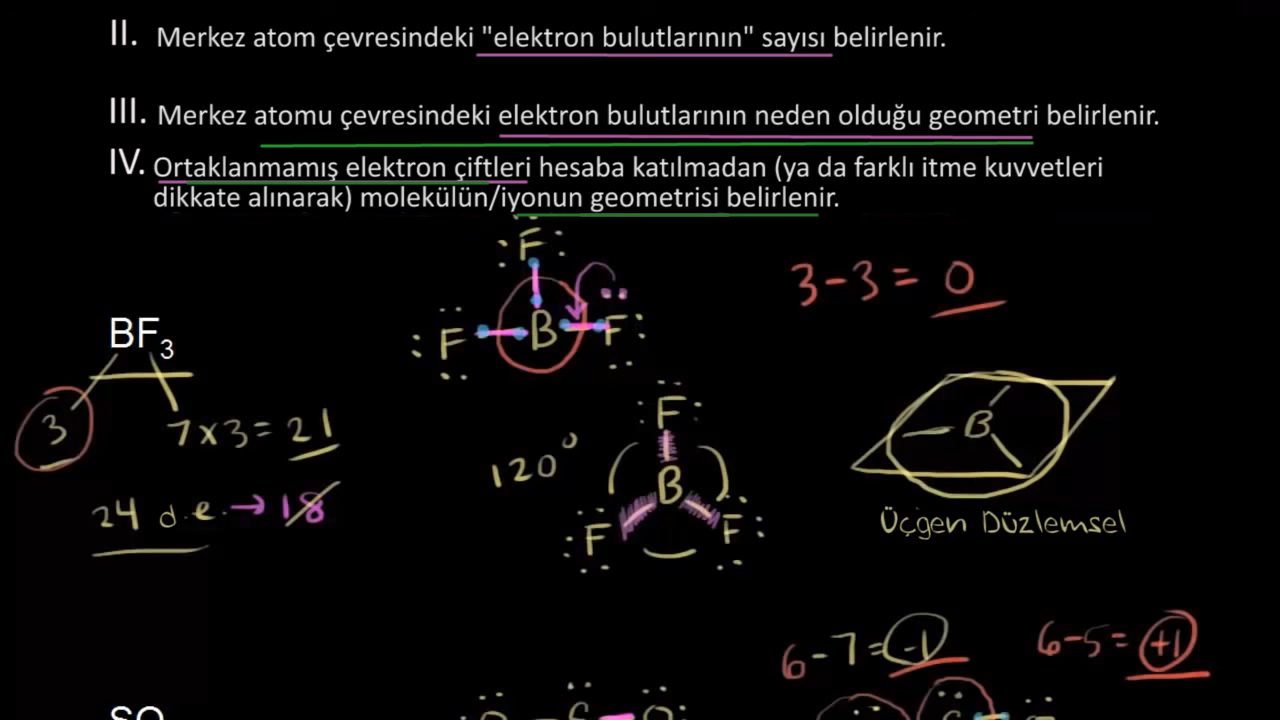 II. Merkez atom çevresindeki "elektron bulutlarının" sayısı belirlenir.
III. Merkez atomu çevresindeki elektron bulutlarının neden olduğu geometri belirlenir.
IV. Ortaklanmamış elektron çiftleri hesaba katılmadan (ya da farklı itme kuvvetleri
dikkate alınarak) molekülün/iyonun geometrisi belirlenir.
F
3-3=0
BF₃
F B F
3
7x3=21
F
B
120°
24 d.e. → 18
F F
B
Üçgen Düzlemsel
6-7=-1
6-5=+1